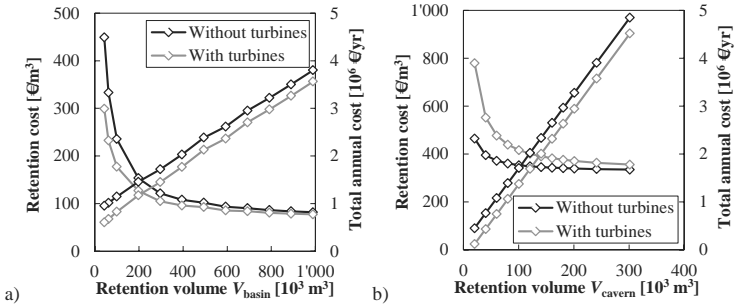 500
400
300
200
100
0
Retention cost [€/m³]
5
4
3
2
1
0
Total annual cost [10⁶ €/yr]
Without turbines
With turbines
0 200 400 600 800 1'000
a) Retention volume V_basin [10³ m³]
1'000
800
600
400
200
0
Retention cost [€/m³]
5
4
3
2
1
0
Total annual cost [10⁶ €/yr]
Without turbines
With turbines
0 100 200 300 400
b) Retention volume V_cavern [10³ m³]